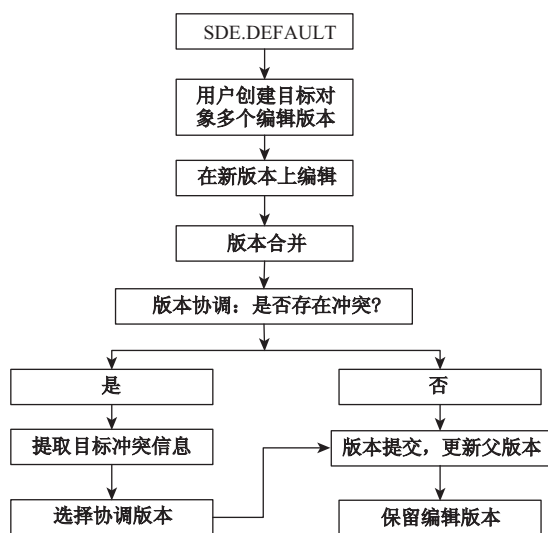 SDE.DEFAULT
用户创建目标对
象多个编辑版本
在新版本上编辑
版本合并
版本协调：是否存在冲突?
是
否
提取目标冲突信息
版本提交，更新父版本
选择协调版本
保留编辑版本